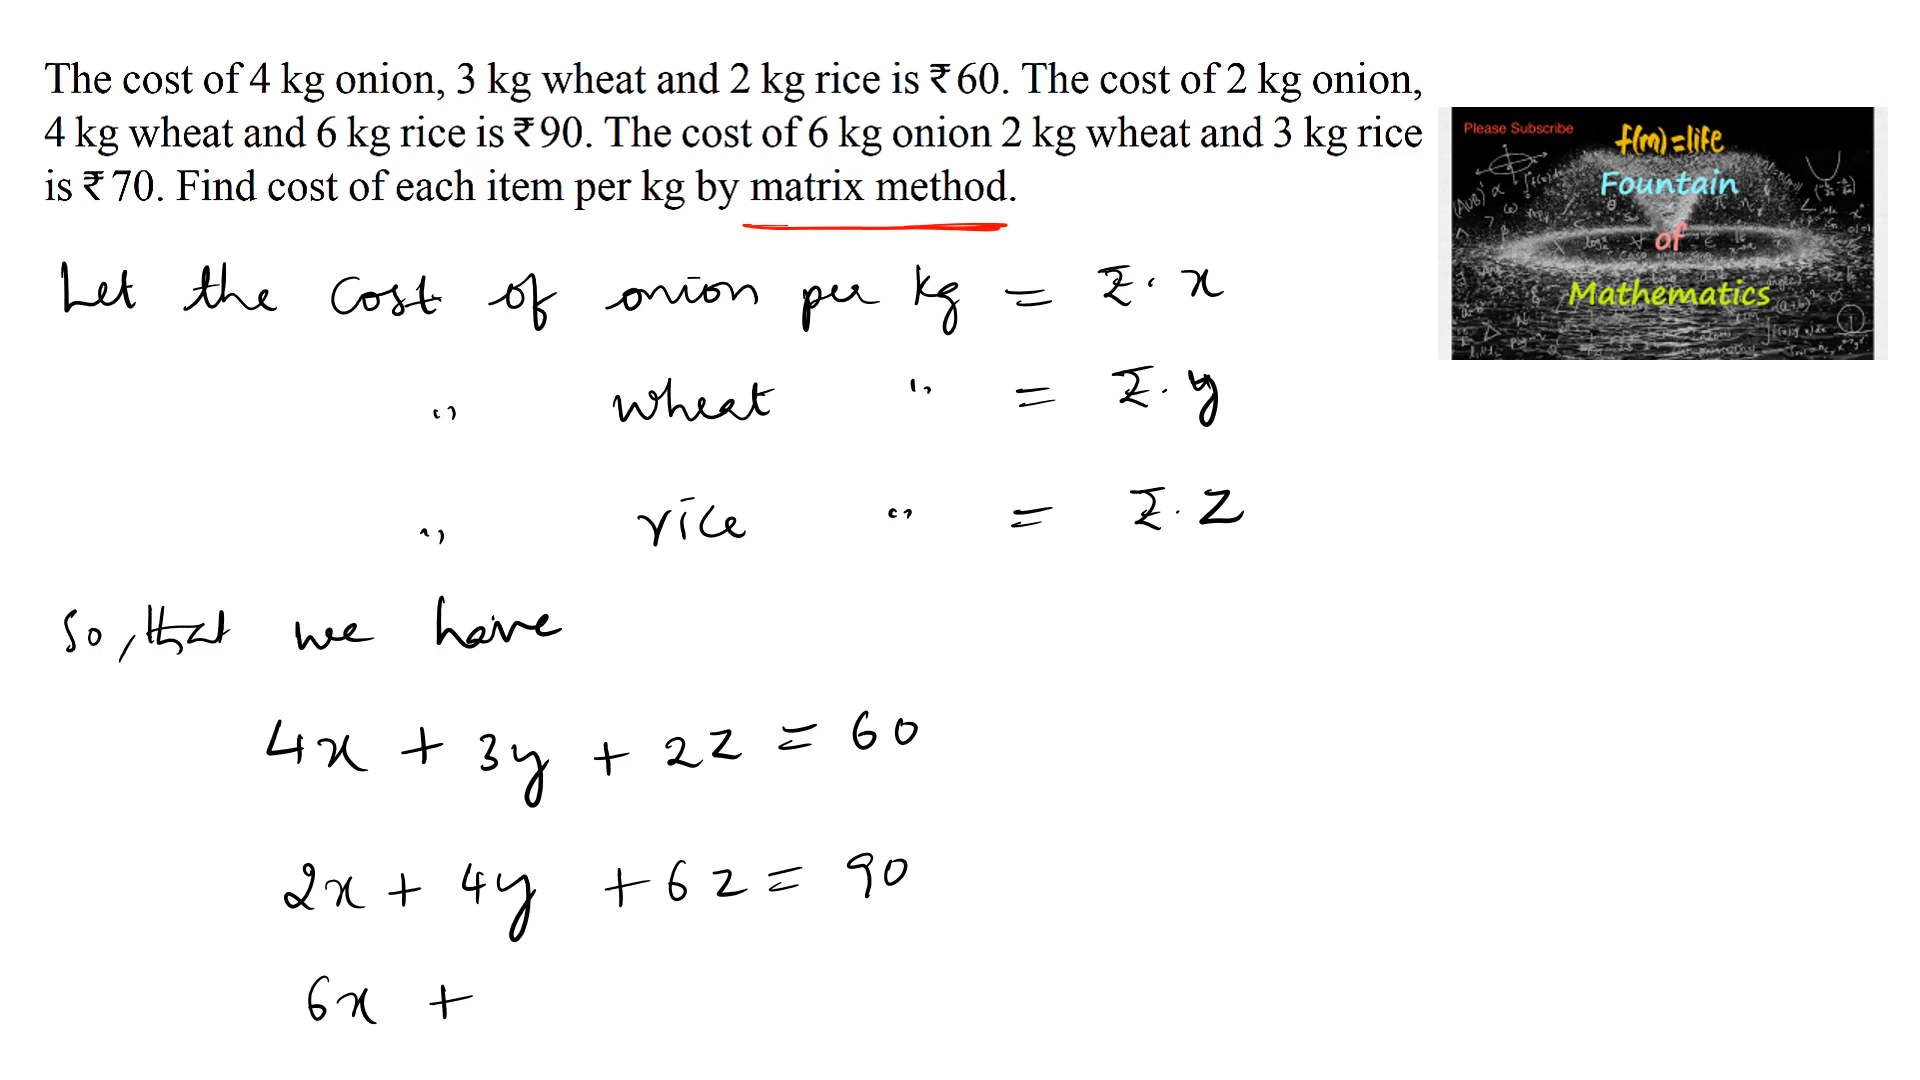 The cost of 4 kg onion, 3 kg wheat and 2 kg rice is ₹ 60. The cost of 2 kg onion,
4 kg wheat and 6 kg rice is ₹ 90. The cost of 6 kg onion 2 kg wheat and 3 kg rice
is ₹ 70. Find cost of each item per kg by matrix method.
Please Subscribe
f(m)=life
Fountain
of
Mathematics
Let the cost of onion per kg = ₹. x
" wheat " = ₹. y
" rice " = ₹. z
So, that we have
4x + 3y + 2z = 60
2x + 4y + 6z = 90
6x +